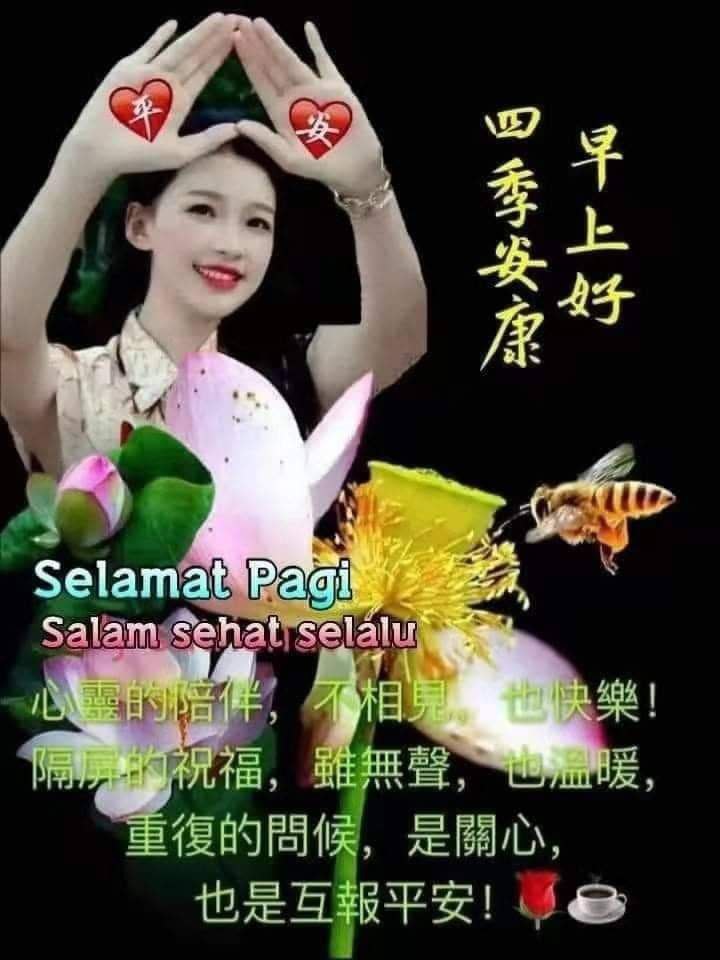 平 安
早上好
四季安康
Selamat Pagi
Salam sehat selalu
心靈的陪伴，不相見，也快樂！
隔屏的祝福，雖無聲，也溫暖，
重復的問候，是關心，
也是互報平安！